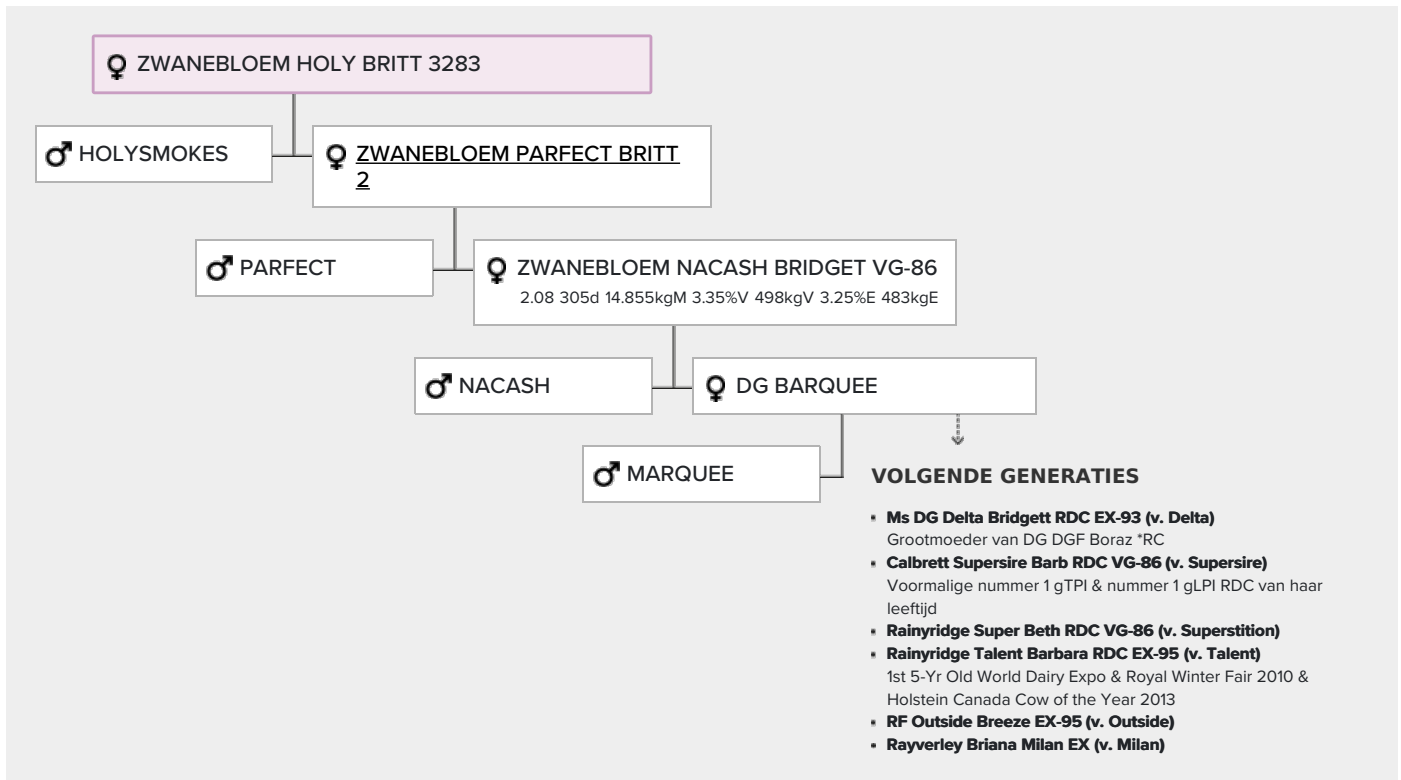 ZWANEBLOEM HOLY BRITT 3283
HOLYSMOKES
ZWANEBLOEM PARFECT BRITT
2
PARFECT
ZWANEBLOEM NACASH BRIDGET VG-86
2.08 305d 14.855kgM 3.35%V 498kgV 3.25%E 483kgE
NACASH
DG BARQUEE
MARQUEE
VOLGENDE GENERATIES
Ms DG Delta Bridgett RDC EX-93 (v. Delta)
Grootmoeder van DG DGF Boraz *RC
Calbrett Supersire Barb RDC VG-86 (v. Supersire)
Voormalige nummer 1 gTPI & nummer 1 gLPI RDC van haar
leeftijd
Rainyridge Super Beth RDC VG-86 (v. Superstition)
Rainyridge Talent Barbara RDC EX-95 (v. Talent)
1st 5-Yr Old World Dairy Expo & Royal Winter Fair 2010 &
Holstein Canada Cow of the Year 2013
RF Outside Breeze EX-95 (v. Outside)
Rayverley Briana Milan EX (v. Milan)